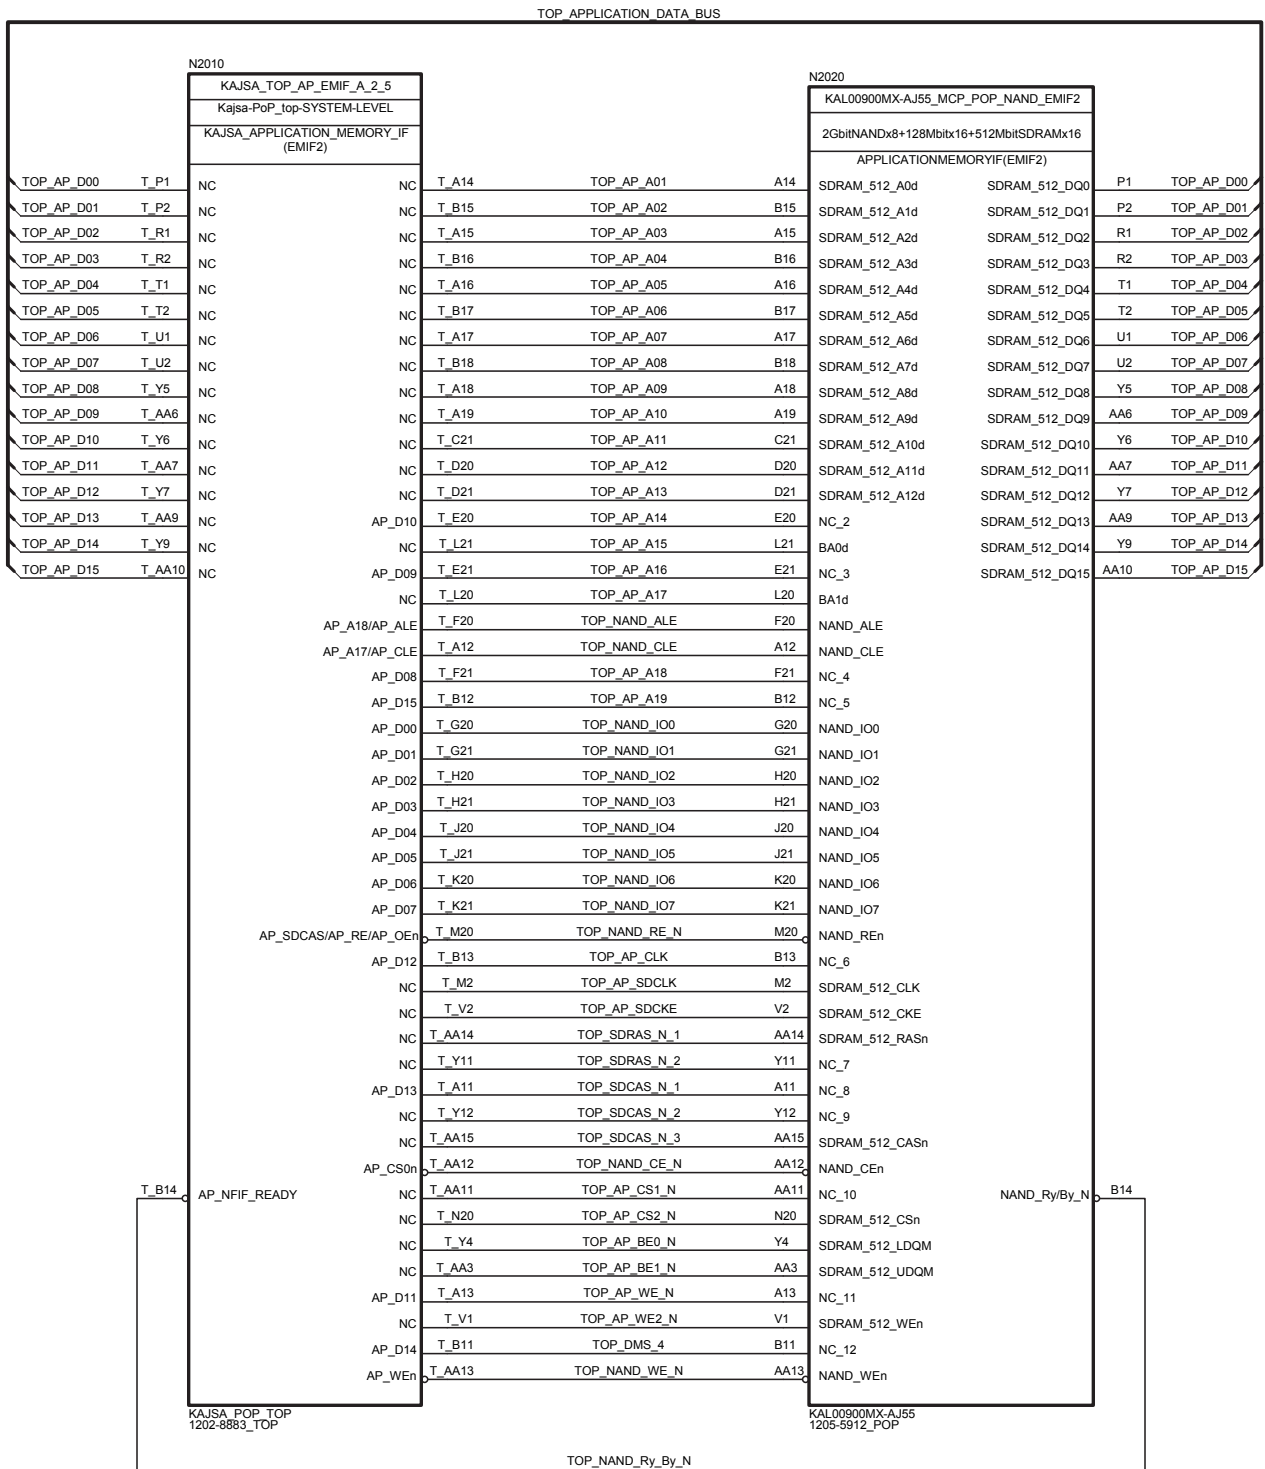 TOP_APPLICATION_DATA_BUS
N2010
KAJSA_TOP_AP_EMIF_A_2_5
Kajsa-PoP_top-SYSTEM-LEVEL
KAJSA_APPLICATION_MEMORY_IF
(EMIF2)
N2020
KAL00900MX-AJ55_MCP_POP_NAND_EMIF2
2GbitNANDx8+128Mbitx16+512MbitSDRAMx16
APPLICATIONMEMORYIF(EMIF2)
TOP_AP_D00 T_P1 NC NC T_A14 TOP_AP_A01 A14 SDRAM_512_A0d SDRAM_512_DQ0 P1 TOP_AP_D00
TOP_AP_D01 T_P2 NC NC T_B15 TOP_AP_A02 B15 SDRAM_512_A1d SDRAM_512_DQ1 P2 TOP_AP_D01
TOP_AP_D02 T_R1 NC NC T_A15 TOP_AP_A03 A15 SDRAM_512_A2d SDRAM_512_DQ2 R1 TOP_AP_D02
TOP_AP_D03 T_R2 NC NC T_B16 TOP_AP_A04 B16 SDRAM_512_A3d SDRAM_512_DQ3 R2 TOP_AP_D03
TOP_AP_D04 T_T1 NC NC T_A16 TOP_AP_A05 A16 SDRAM_512_A4d SDRAM_512_DQ4 T1 TOP_AP_D04
TOP_AP_D05 T_T2 NC NC T_B17 TOP_AP_A06 B17 SDRAM_512_A5d SDRAM_512_DQ5 T2 TOP_AP_D05
TOP_AP_D06 T_U1 NC NC T_A17 TOP_AP_A07 A17 SDRAM_512_A6d SDRAM_512_DQ6 U1 TOP_AP_D06
TOP_AP_D07 T_U2 NC NC T_B18 TOP_AP_A08 B18 SDRAM_512_A7d SDRAM_512_DQ7 U2 TOP_AP_D07
TOP_AP_D08 T_Y5 NC NC T_A18 TOP_AP_A09 A18 SDRAM_512_A8d SDRAM_512_DQ8 Y5 TOP_AP_D08
TOP_AP_D09 T_AA6 NC NC T_A19 TOP_AP_A10 A19 SDRAM_512_A9d SDRAM_512_DQ9 AA6 TOP_AP_D09
TOP_AP_D10 T_Y6 NC NC T_C21 TOP_AP_A11 C21 SDRAM_512_A10d SDRAM_512_DQ10 Y6 TOP_AP_D10
TOP_AP_D11 T_AA7 NC NC T_D20 TOP_AP_A12 D20 SDRAM_512_A11d SDRAM_512_DQ11 AA7 TOP_AP_D11
TOP_AP_D12 T_Y7 NC NC T_D21 TOP_AP_A13 D21 SDRAM_512_A12d SDRAM_512_DQ12 Y7 TOP_AP_D12
TOP_AP_D13 T_AA9 NC AP_D10 T_E20 TOP_AP_A14 E20 NC_2 SDRAM_512_DQ13 AA9 TOP_AP_D13
TOP_AP_D14 T_Y9 NC NC T_L21 TOP_AP_A15 L21 BA0d SDRAM_512_DQ14 Y9 TOP_AP_D14
TOP_AP_D15 T_AA10 NC AP_D09 T_E21 TOP_AP_A16 E21 NC_3 SDRAM_512_DQ15 AA10 TOP_AP_D15
NC T_L20 TOP_AP_A17 L20 BA1d
AP_A18/AP_ALE T_F20 TOP_NAND_ALE F20 NAND_ALE
AP_A17/AP_CLE T_A12 TOP_NAND_CLE A12 NAND_CLE
AP_D08 T_F21 TOP_AP_A18 F21 NC_4
AP_D15 T_B12 TOP_AP_A19 B12 NC_5
AP_D00 T_G20 TOP_NAND_IO0 G20 NAND_IO0
AP_D01 T_G21 TOP_NAND_IO1 G21 NAND_IO1
AP_D02 T_H20 TOP_NAND_IO2 H20 NAND_IO2
AP_D03 T_H21 TOP_NAND_IO3 H21 NAND_IO3
AP_D04 T_J20 TOP_NAND_IO4 J20 NAND_IO4
AP_D05 T_J21 TOP_NAND_IO5 J21 NAND_IO5
AP_D06 T_K20 TOP_NAND_IO6 K20 NAND_IO6
AP_D07 T_K21 TOP_NAND_IO7 K21 NAND_IO7
AP_SDCAS/AP_RE/AP_OEn T_M20 TOP_NAND_RE_N M20 NAND_REn
AP_D12 T_B13 TOP_AP_CLK B13 NC_6
NC T_M2 TOP_AP_SDCLK M2 SDRAM_512_CLK
NC T_V2 TOP_AP_SDCKE V2 SDRAM_512_CKE
NC T_AA14 TOP_SDRAS_N_1 AA14 SDRAM_512_RASn
NC T_Y11 TOP_SDRAS_N_2 Y11 NC_7
AP_D13 T_A11 TOP_SDCAS_N_1 A11 NC_8
NC T_Y12 TOP_SDCAS_N_2 Y12 NC_9
NC T_AA15 TOP_SDCAS_N_3 AA15 SDRAM_512_CASn
AP_CS0n T_AA12 TOP_NAND_CE_N AA12 NAND_CEn
T_B14 AP_NFIF_READY NC T_AA11 TOP_AP_CS1_N AA11 NC_10 NAND_Ry/By_N B14
NC T_N20 TOP_AP_CS2_N N20 SDRAM_512_CSn
NC T_Y4 TOP_AP_BE0_N Y4 SDRAM_512_LDQM
NC T_AA3 TOP_AP_BE1_N AA3 SDRAM_512_UDQM
AP_D11 T_A13 TOP_AP_WE_N A13 NC_11
NC T_V1 TOP_AP_WE2_N V1 SDRAM_512_WEn
AP_D14 T_B11 TOP_DMS_4 B11 NC_12
AP_WEn T_AA13 TOP_NAND_WE_N AA13 NAND_WEn
KAJSA_POP_TOP
1202-8883_TOP
KAL00900MX-AJ55
1205-5912_POP
TOP_NAND_Ry_By_N